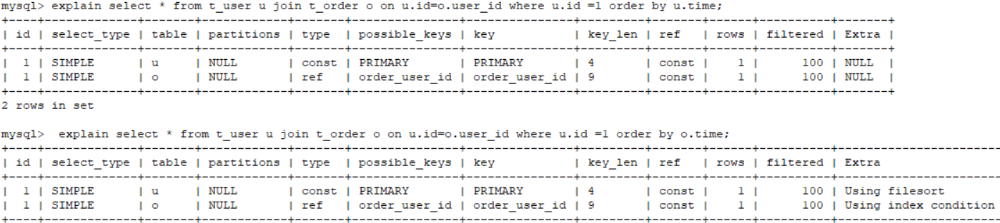 mysql> explain select * from t_user u join t_order o on u.id=o.user_id where u.id =1 order by u.time;
+----+-------------+-------+------------+-------+---------------+---------------+---------+-------+------+----------+-------+
| id | select_type | table | partitions | type  | possible_keys | key           | key_len | ref   | rows | filtered | Extra |
+----+-------------+-------+------------+-------+---------------+---------------+---------+-------+------+----------+-------+
|  1 | SIMPLE      | u     | NULL       | const | PRIMARY       | PRIMARY       | 4       | const |    1 |      100 | NULL  |
|  1 | SIMPLE      | o     | NULL       | ref   | order_user_id | order_user_id | 9       | const |    1 |      100 | NULL  |
+----+-------------+-------+------------+-------+---------------+---------------+---------+-------+------+----------+-------+
2 rows in set
mysql>  explain select * from t_user u join t_order o on u.id=o.user_id where u.id =1 order by o.time;
+----+-------------+-------+------------+-------+---------------+---------------+---------+-------+------+----------+-----------------------
| id | select_type | table | partitions | type  | possible_keys | key           | key_len | ref   | rows | filtered | Extra
+----+-------------+-------+------------+-------+---------------+---------------+---------+-------+------+----------+-----------------------
|  1 | SIMPLE      | u     | NULL       | const | PRIMARY       | PRIMARY       | 4       | const |    1 |      100 | Using filesort
|  1 | SIMPLE      | o     | NULL       | ref   | order_user_id | order_user_id | 9       | const |    1 |      100 | Using index condition
+----+-------------+-------+------------+-------+---------------+---------------+---------+-------+------+----------+-----------------------